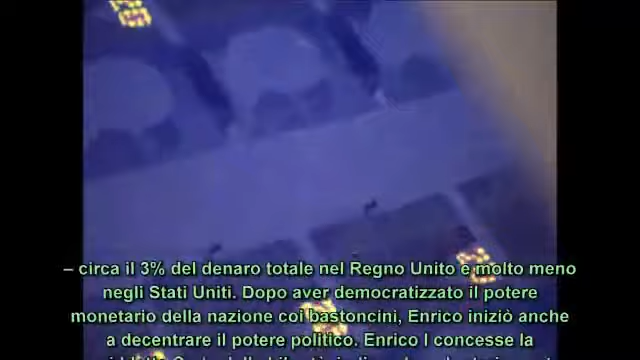 – circa il 3% del denaro totale nel Regno Unito e molto meno
negli Stati Uniti. Dopo aver democratizzato il potere
monetario della nazione coi bastoncini, Enrico iniziò anche
a decentrare il potere politico. Enrico I concesse la